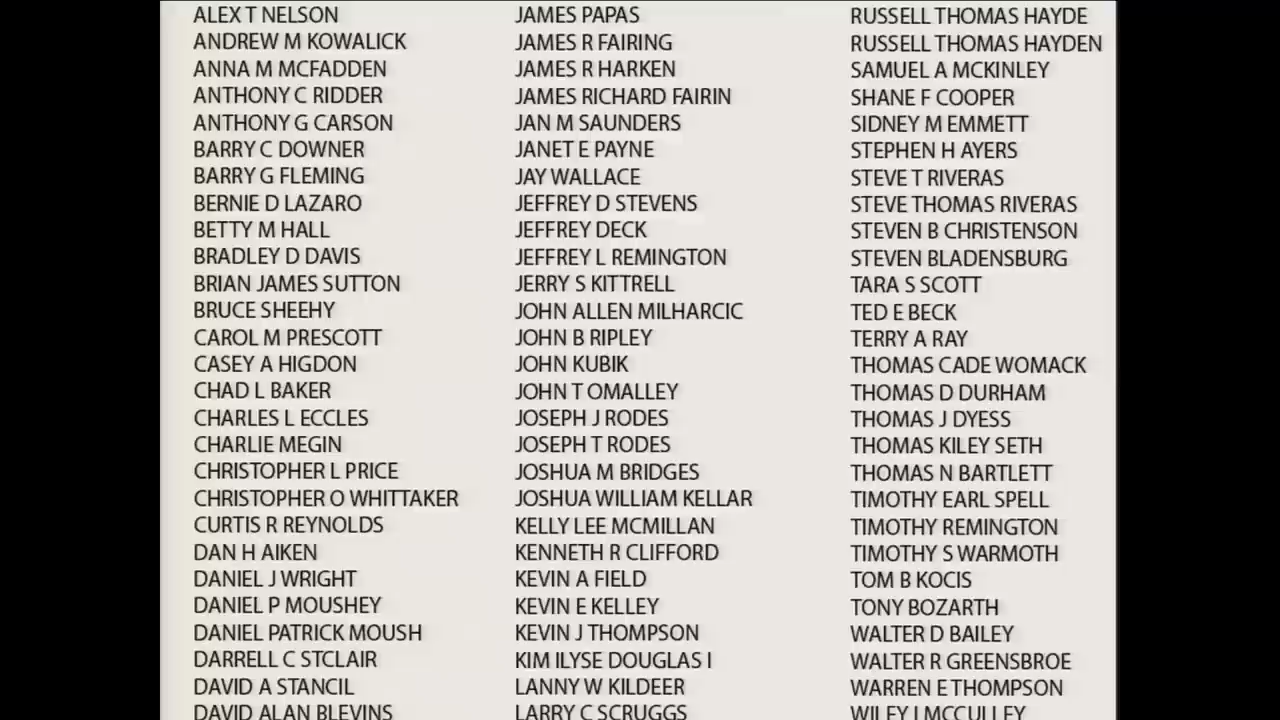 ALEX T NELSON
ANDREW M KOWALICK
ANNA M MCFADDEN
ANTHONY C RIDDER
ANTHONY G CARSON
BARRY C DOWNER
BARRY G FLEMING
BERNIE D LAZARO
BETTY M HALL
BRADLEY D DAVIS
BRIAN JAMES SUTTON
BRUCE SHEEHY
CAROL M PRESCOTT
CASEY A HIGDON
CHAD L BAKER
CHARLES L ECCLES
CHARLIE MEGIN
CHRISTOPHER L PRICE
CHRISTOPHER O WHITTAKER
CURTIS R REYNOLDS
DAN H AIKEN
DANIEL J WRIGHT
DANIEL P MOUSHEY
DANIEL PATRICK MOUSH
DARRELL C STCLAIR
DAVID A STANCIL
DAVID ALAN BLEVINS
JAMES PAPAS
JAMES R FAIRING
JAMES R HARKEN
JAMES RICHARD FAIRIN
JAN M SAUNDERS
JANET E PAYNE
JAY WALLACE
JEFFREY D STEVENS
JEFFREY DECK
JEFFREY L REMINGTON
JERRY S KITTRELL
JOHN ALLEN MILHARCIC
JOHN B RIPLEY
JOHN KUBIK
JOHN T OMALLEY
JOSEPH J RODES
JOSEPH T RODES
JOSHUA M BRIDGES
JOSHUA WILLIAM KELLAR
KELLY LEE MCMILLAN
KENNETH R CLIFFORD
KEVIN A FIELD
KEVIN E KELLEY
KEVIN J THOMPSON
KIM ILYSE DOUGLAS I
LANNY W KILDEER
LARRY C SCRUGGS
RUSSELL THOMAS HAYDE
RUSSELL THOMAS HAYDEN
SAMUEL A MCKINLEY
SHANE F COOPER
SIDNEY M EMMETT
STEPHEN H AYERS
STEVE T RIVERAS
STEVE THOMAS RIVERAS
STEVEN B CHRISTENSON
STEVEN BLADENSBURG
TARA S SCOTT
TED E BECK
TERRY A RAY
THOMAS CADE WOMACK
THOMAS D DURHAM
THOMAS J DYESS
THOMAS KILEY SETH
THOMAS N BARTLETT
TIMOTHY EARL SPELL
TIMOTHY REMINGTON
TIMOTHY S WARMOTH
TOM B KOCIS
TONY BOZARTH
WALTER D BAILEY
WALTER R GREENSBROE
WARREN E THOMPSON
WILEY J MCCULLEY